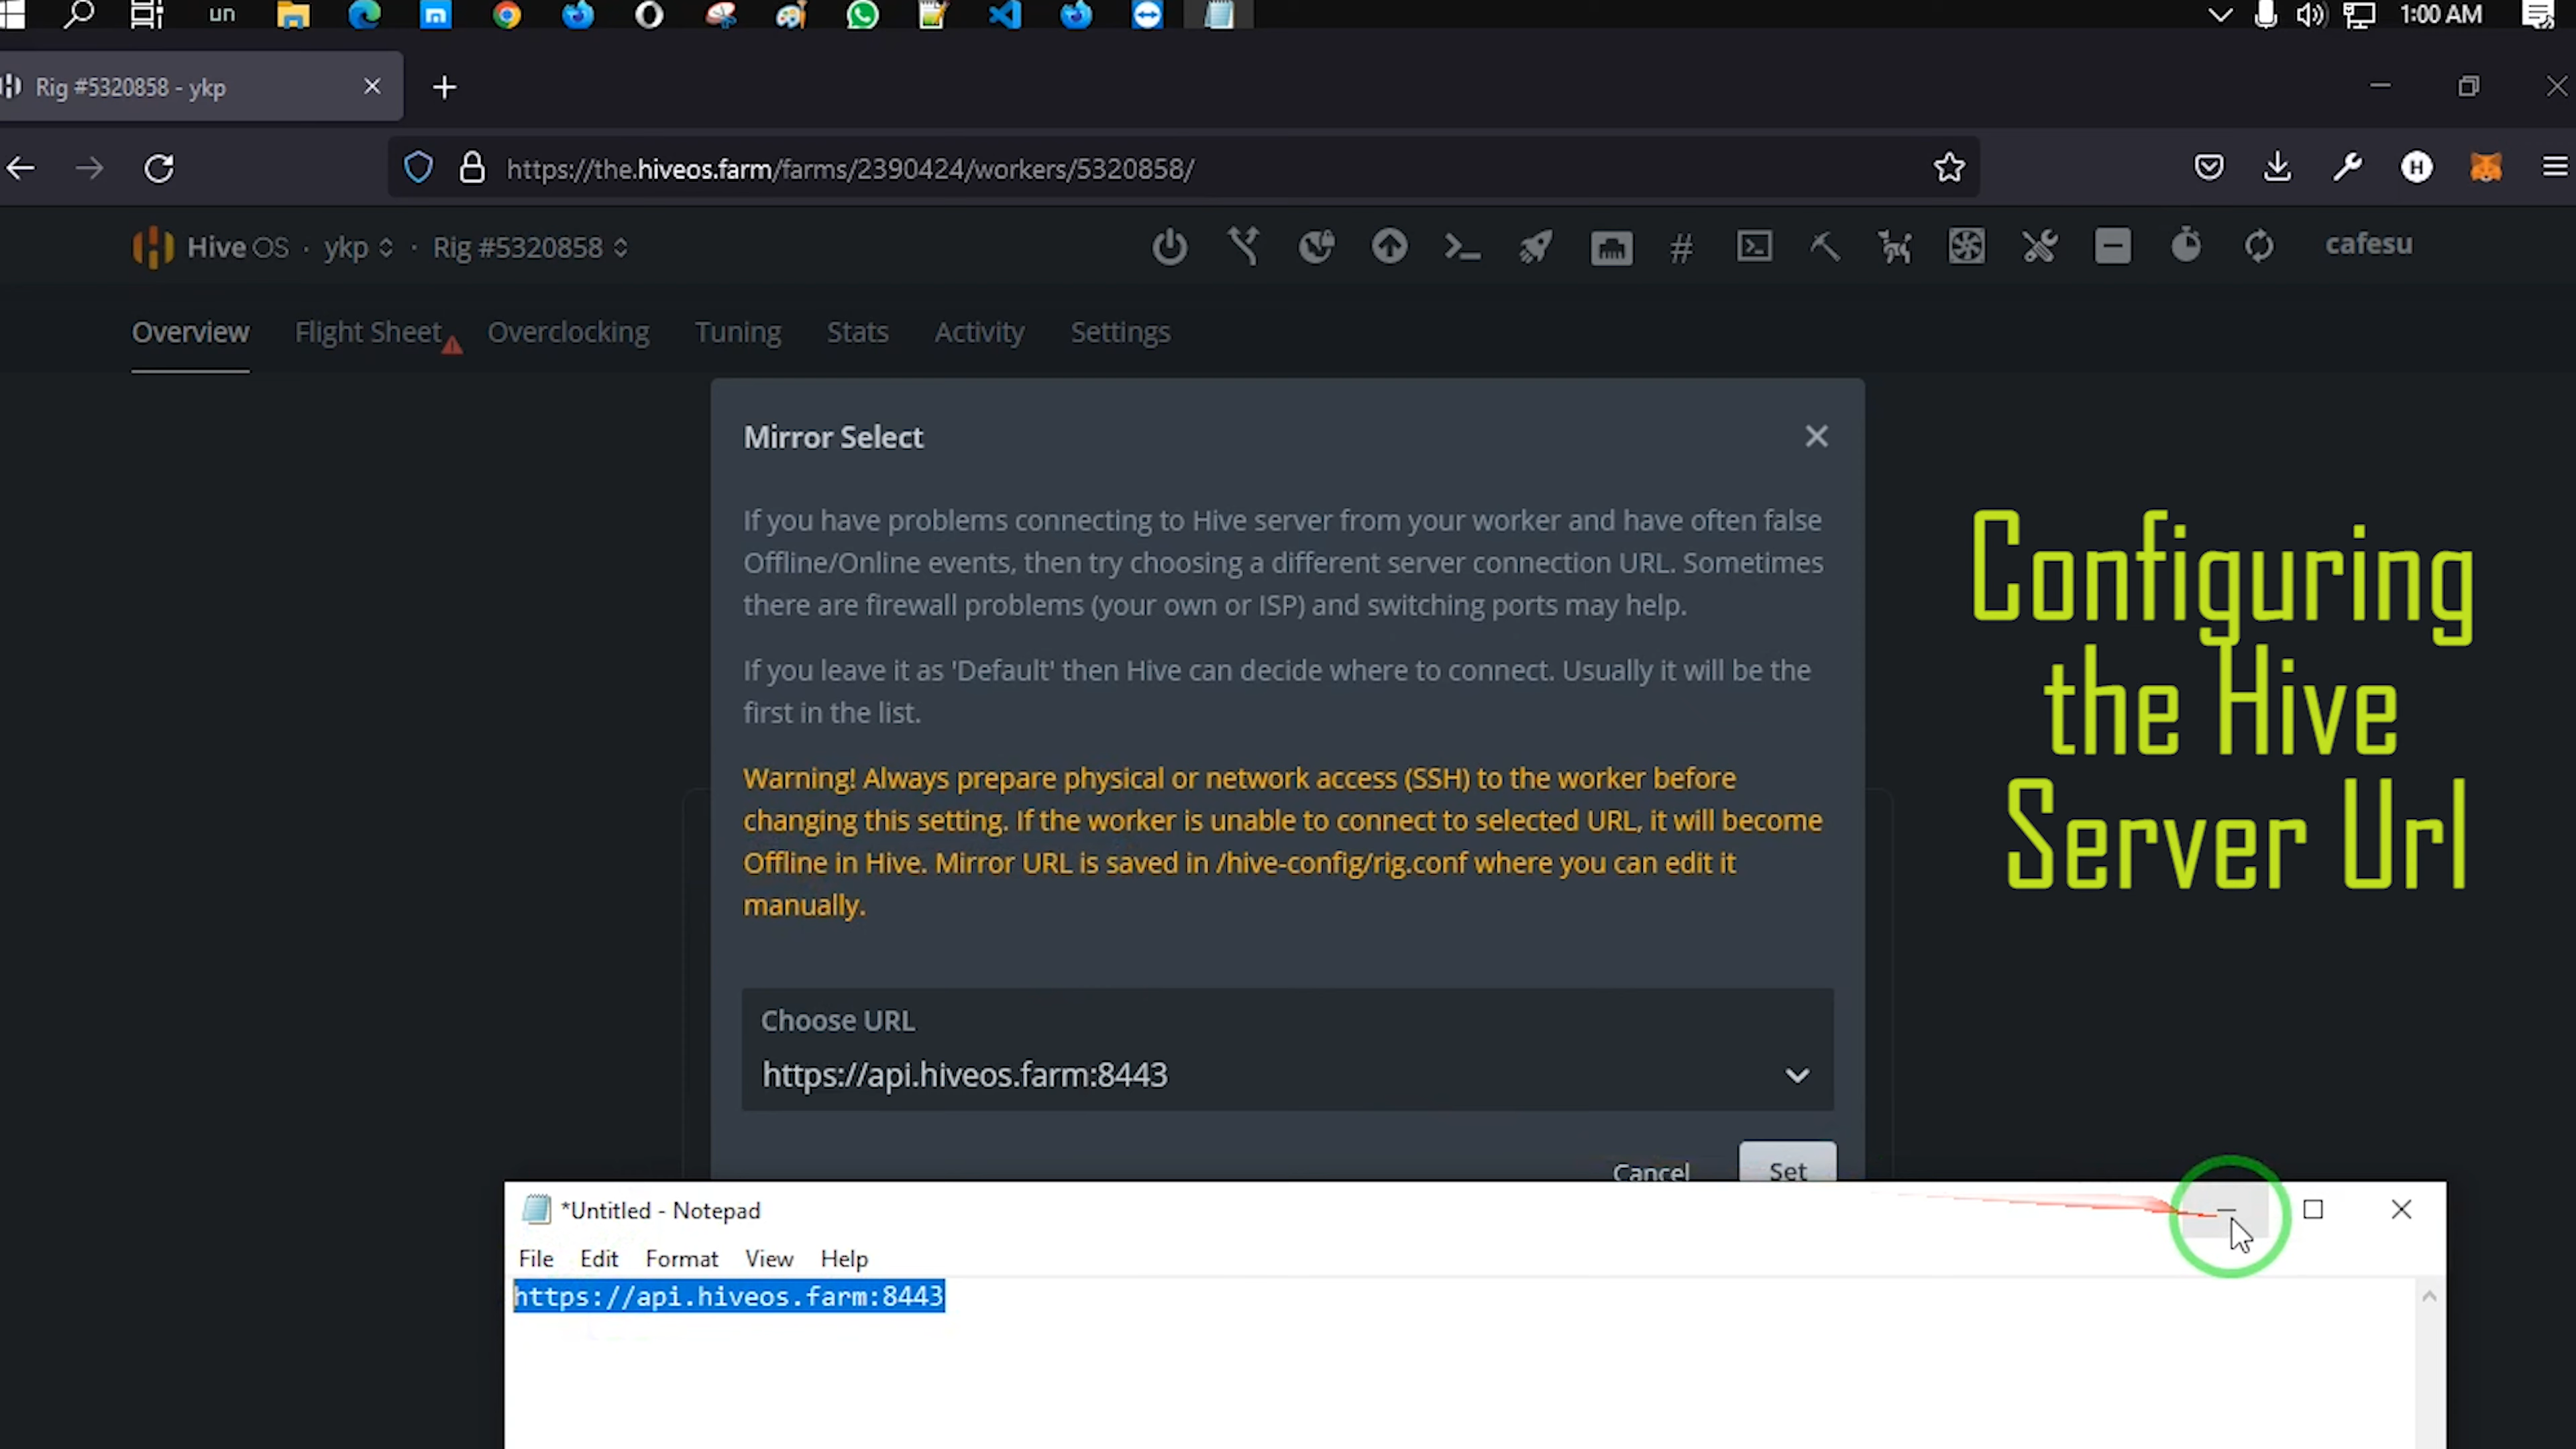 un
1:00 AM
Rig #5320858 - ykp
https://the.hiveos.farm/farms/2390424/workers/5320858/
Hive OS · ykp · Rig #5320858
cafesu
Overview Flight Sheet Overclocking Tuning Stats Activity Settings
Mirror Select
If you have problems connecting to Hive server from your worker and have often false
Offline/Online events, then try choosing a different server connection URL. Sometimes
there are firewall problems (your own or ISP) and switching ports may help.
If you leave it as 'Default' then Hive can decide where to connect. Usually it will be the
first in the list.
Warning! Always prepare physical or network access (SSH) to the worker before
changing this setting. If the worker is unable to connect to selected URL, it will become
Offline in Hive. Mirror URL is saved in /hive-config/rig.conf where you can edit it
manually.
Choose URL
https://api.hiveos.farm:8443
Cancel Set
Configuring
the Hive
Server Url
*Untitled - Notepad
File Edit Format View Help
https://api.hiveos.farm:8443